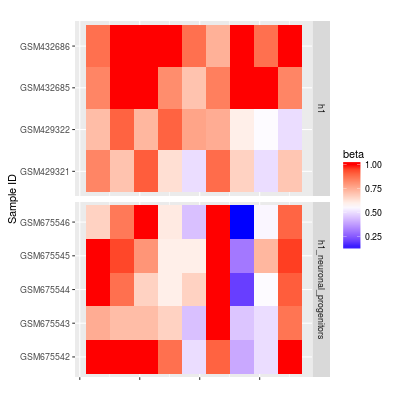 GSM432686
GSM432685
GSM429322
GSM429321
h1
GSM675546
GSM675545
GSM675544
GSM675543
GSM675542
h1_neuronal_progenitors
Sample ID
beta
1.00
0.75
0.50
0.25